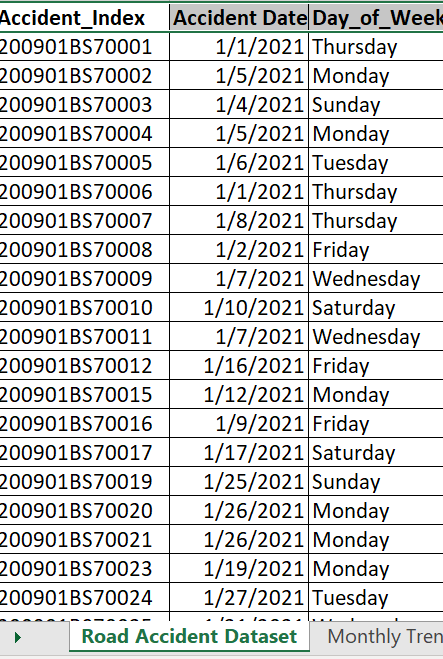 Accident_Index Accident Date Day_of_Week
200901BS70001 1/1/2021 Thursday
200901BS70002 1/5/2021 Monday
200901BS70003 1/4/2021 Sunday
200901BS70004 1/5/2021 Monday
200901BS70005 1/6/2021 Tuesday
200901BS70006 1/1/2021 Thursday
200901BS70007 1/8/2021 Thursday
200901BS70008 1/2/2021 Friday
200901BS70009 1/7/2021 Wednesday
200901BS70010 1/10/2021 Saturday
200901BS70011 1/7/2021 Wednesday
200901BS70012 1/16/2021 Friday
200901BS70015 1/12/2021 Monday
200901BS70016 1/9/2021 Friday
200901BS70017 1/17/2021 Saturday
200901BS70019 1/25/2021 Sunday
200901BS70020 1/26/2021 Monday
200901BS70021 1/26/2021 Monday
200901BS70023 1/19/2021 Monday
200901BS70024 1/27/2021 Tuesday
Road Accident Dataset Monthly Tren